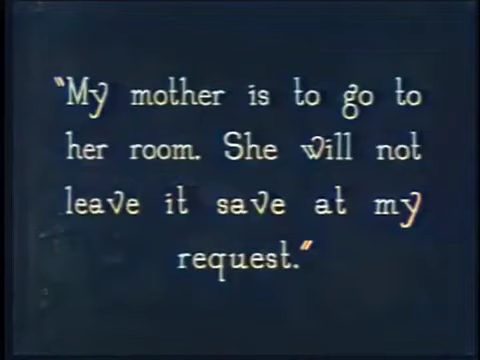 "My mother is to go to
her room. She will not
leave it save at my
request."